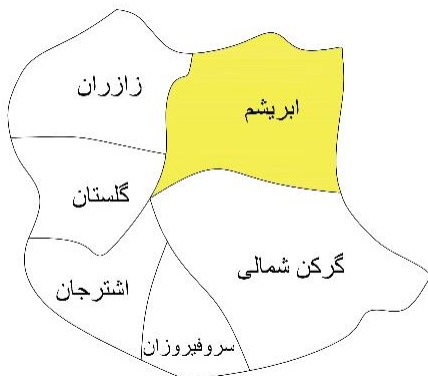 زازران
ابریشم
گلستان
گرکن شمالی
اشترجان
سروفیروزان